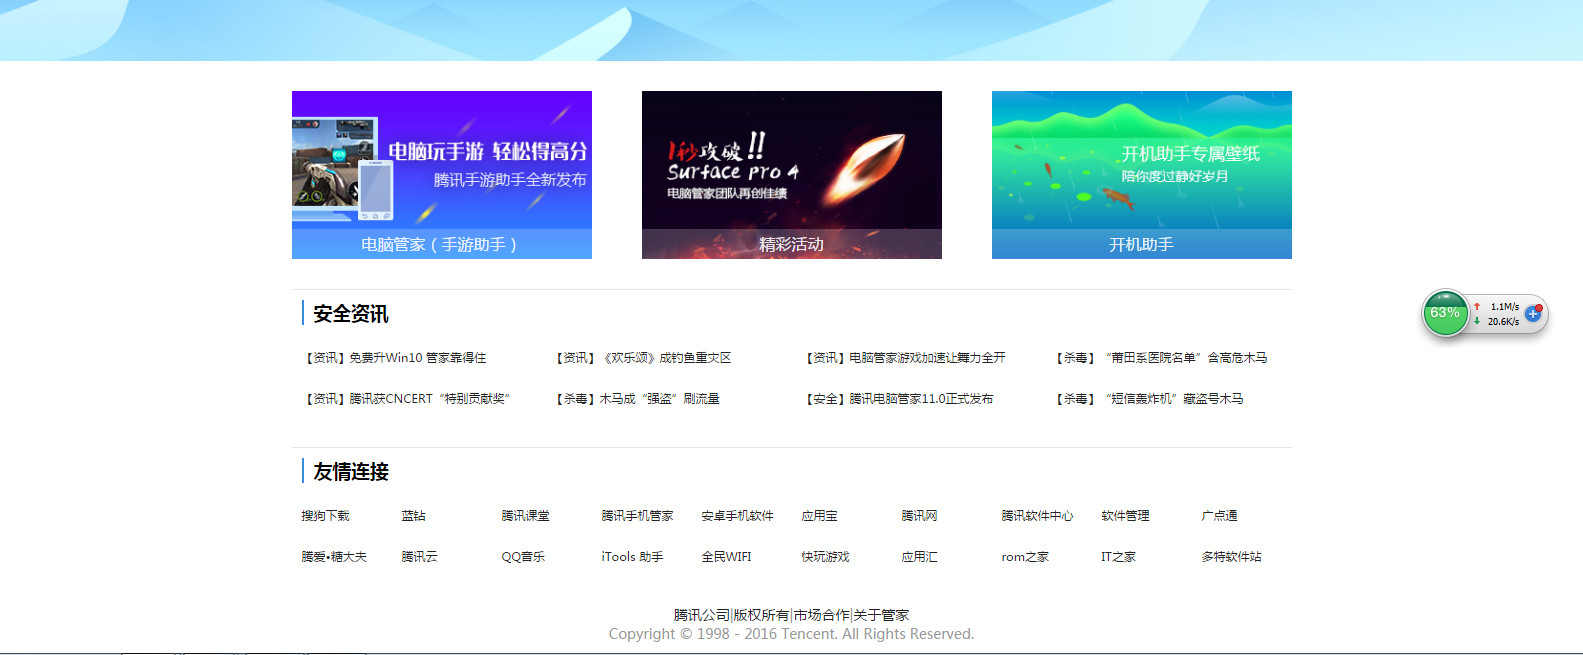 电脑玩手游 轻松得高分
腾讯手游助手全新发布
电脑管家（手游助手）
1秒攻破!!
Surface pro 4
电脑管家团队再创佳绩
精彩活动
开机助手专属壁纸
陪你度过静好岁月
开机助手
安全资讯
【资讯】免费升Win10 管家靠得住 【资讯】《欢乐颂》成钓鱼重灾区 【资讯】电脑管家游戏加速让舞力全开 【杀毒】“莆田系医院名单”含高危木马
【资讯】腾讯获CNCERT“特别贡献奖” 【杀毒】木马成“强盗”刷流量 【安全】腾讯电脑管家11.0正式发布 【杀毒】“短信轰炸机”藏盗号木马
63%
1.1M/s
20.6K/s
友情连接
搜狗下载 蓝钻 腾讯课堂 腾讯手机管家 安卓手机软件 应用宝 腾讯网 腾讯软件中心 软件管理 广点通
腾爱•糖大夫 腾讯云 QQ音乐 iTools 助手 全民WIFI 快玩游戏 应用汇 rom之家 IT之家 多特软件站
腾讯公司|版权所有|市场合作|关于管家
Copyright © 1998 - 2016 Tencent. All Rights Reserved.